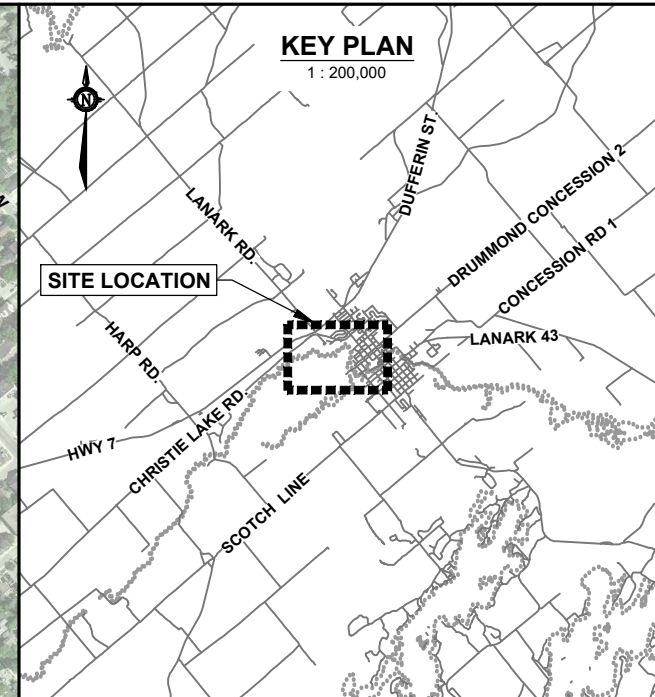 KEY PLAN
1 : 200,000
N
DUFFERIN ST.
DRUMMOND CONCESSION 2
LANARK RD.
CONCESSION RD 1
SITE LOCATION
LANARK 43
HARP RD.
CHRISTIE LAKE RD.
HWY 7
SCOTCH LINE